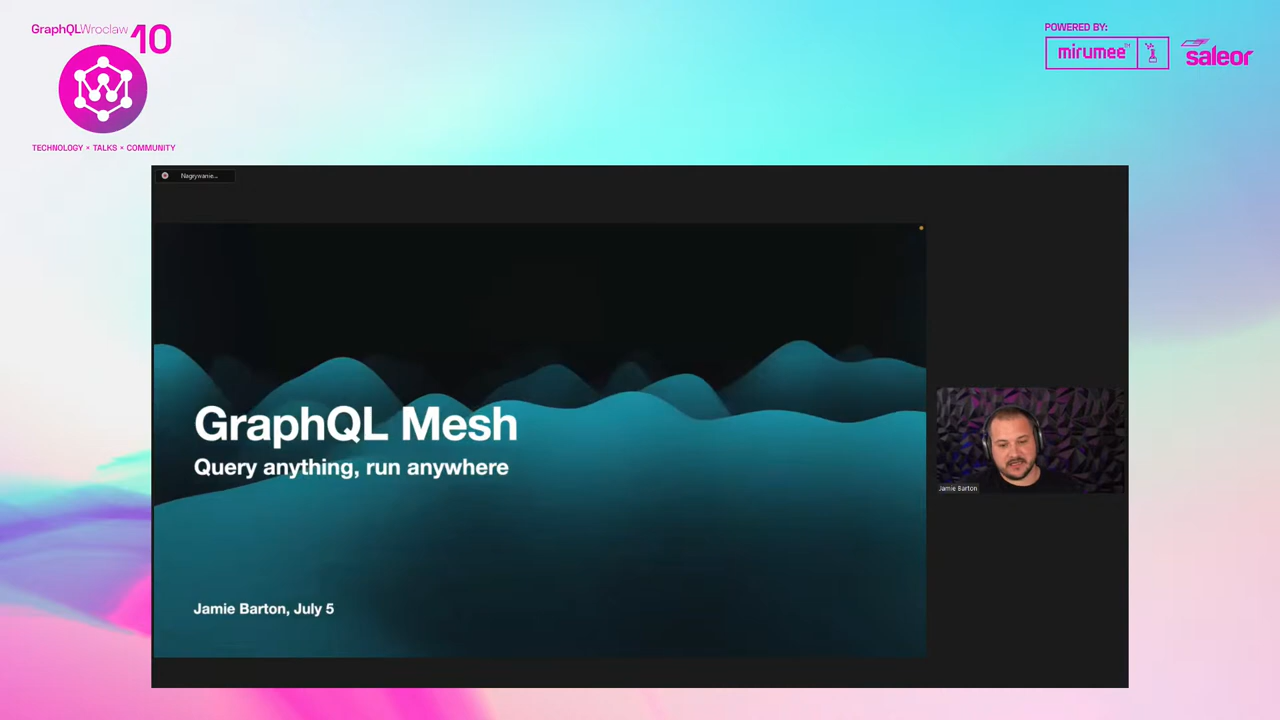 GraphQLWroclaw 10
TECHNOLOGY × TALKS × COMMUNITY
POWERED BY:
mirumee
saleor
Nagrywanie...
GraphQL Mesh
Query anything, run anywhere
Jamie Barton, July 5
Jamie Barton